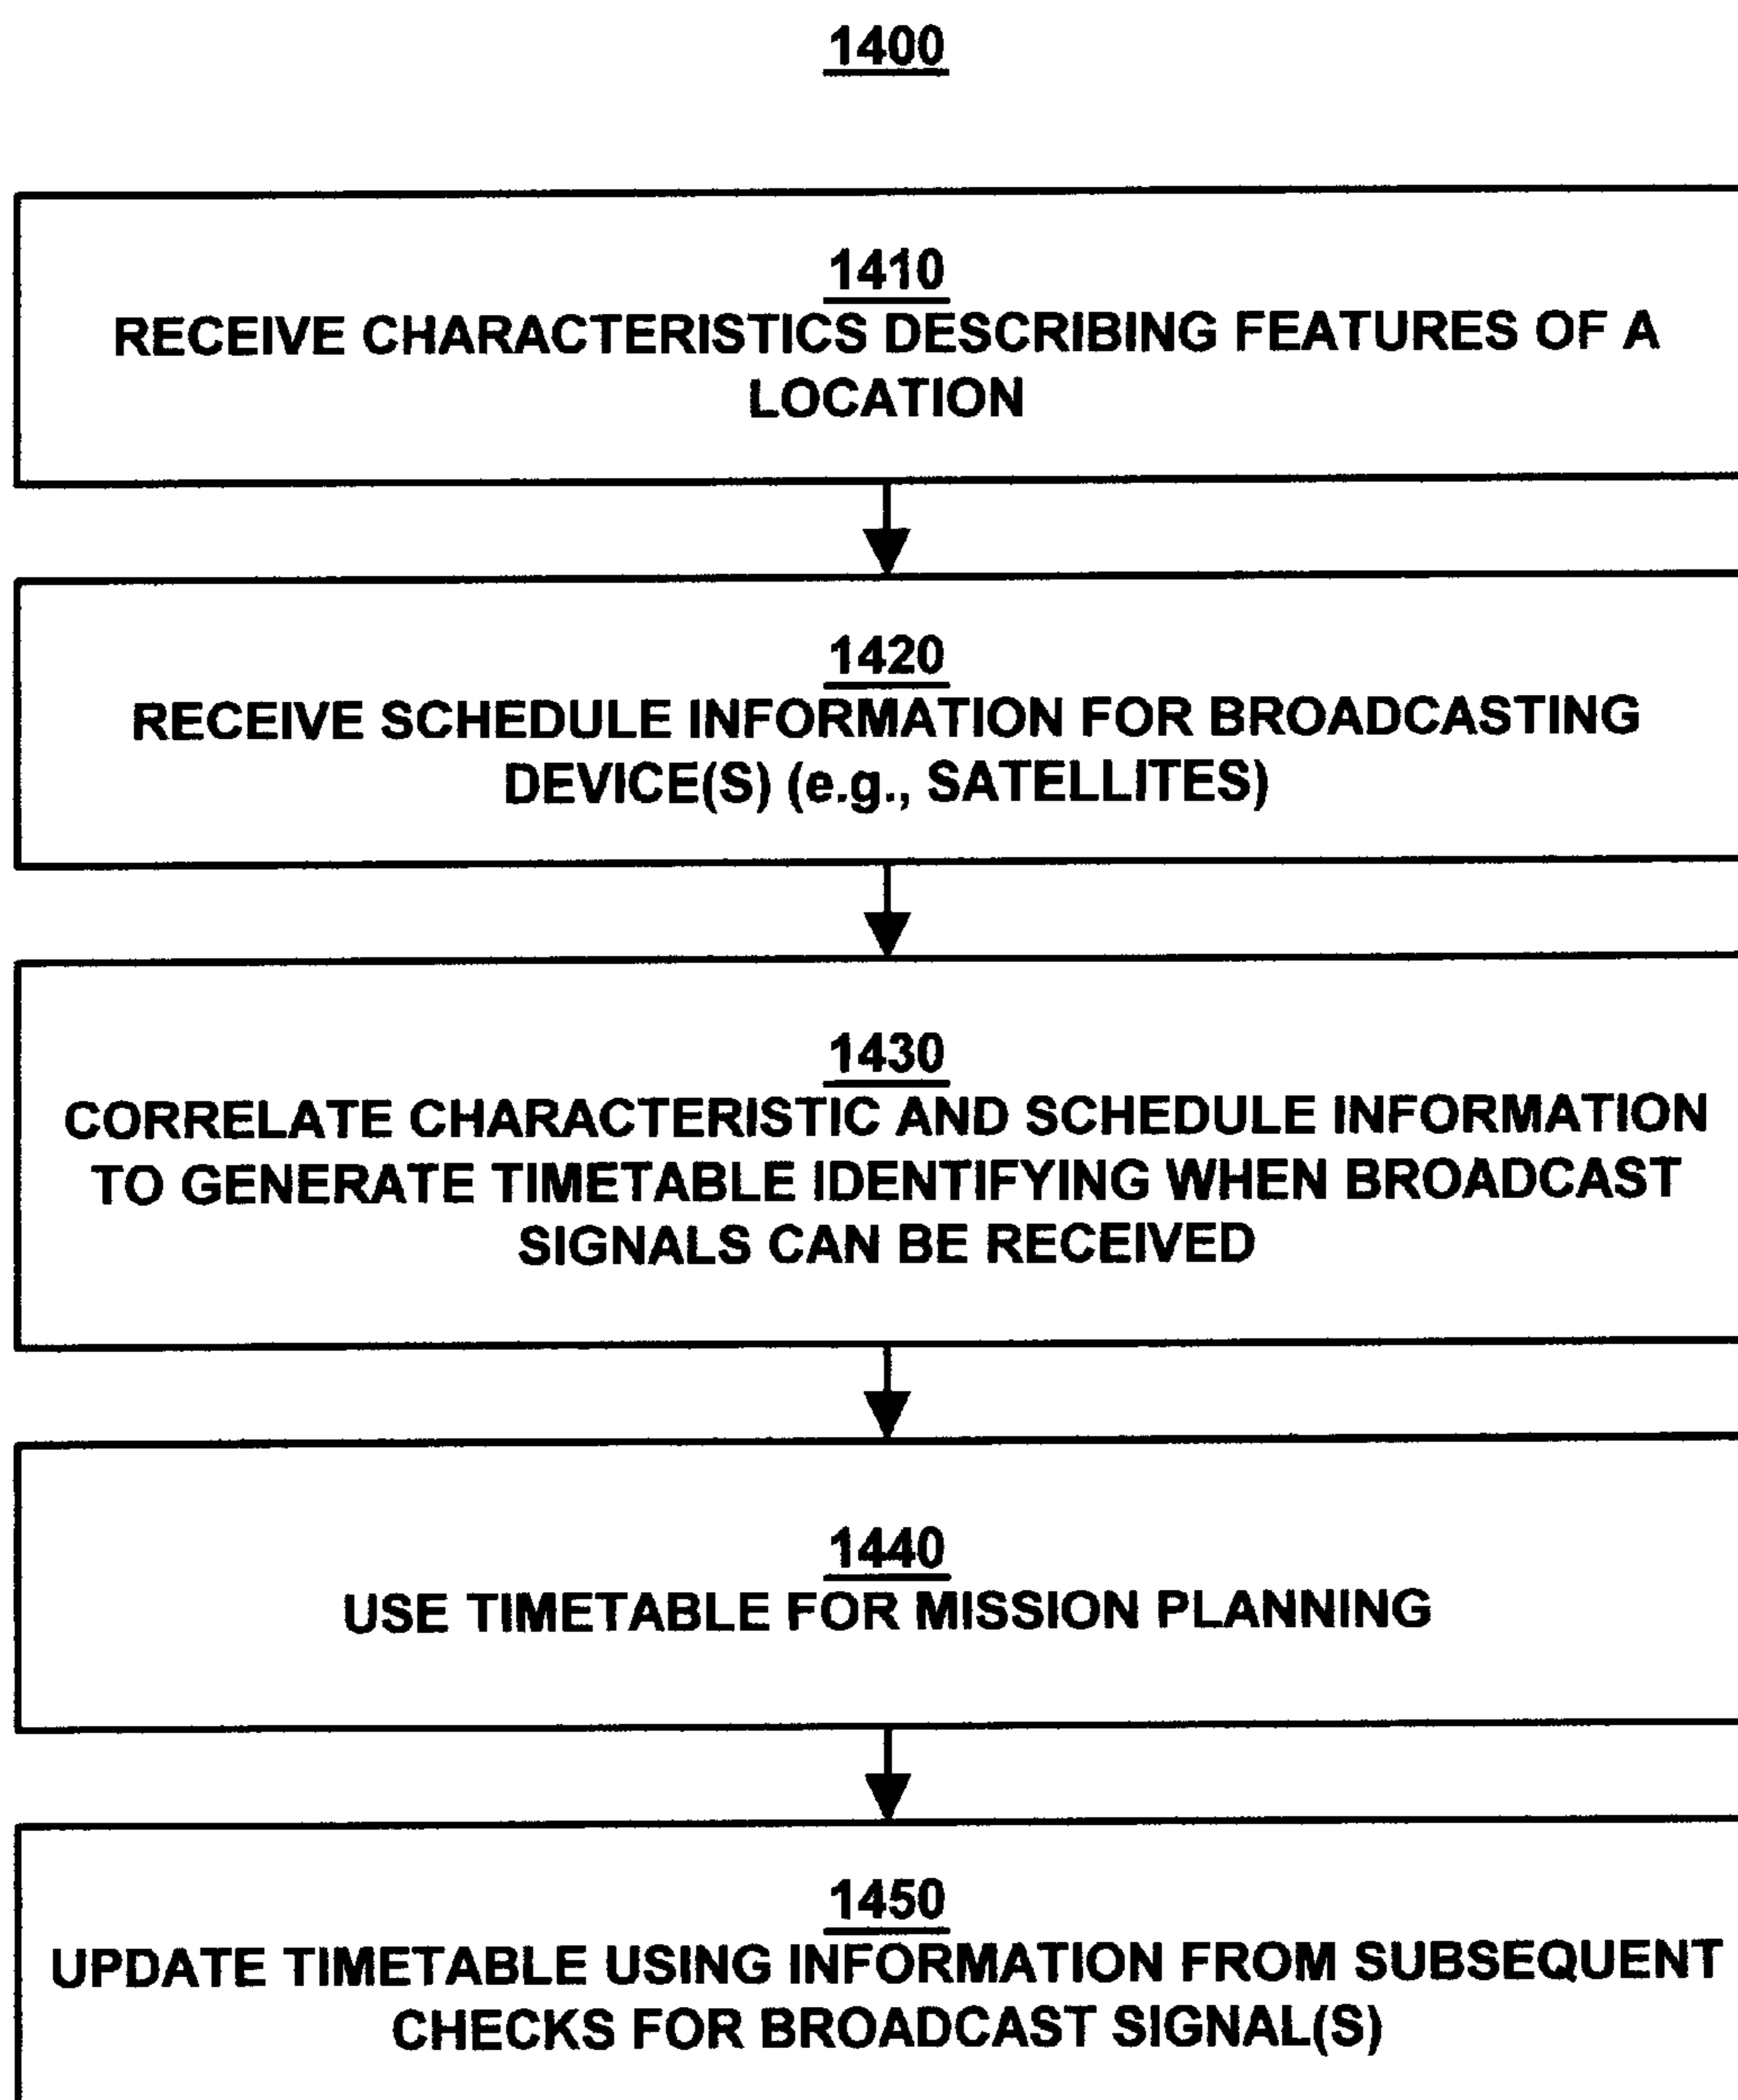 1400
1410
RECEIVE CHARACTERISTICS DESCRIBING FEATURES OF A
LOCATION
1420
RECEIVE SCHEDULE INFORMATION FOR BROADCASTING
DEVICE(S) (e.g., SATELLITES)
1430
CORRELATE CHARACTERISTIC AND SCHEDULE INFORMATION
TO GENERATE TIMETABLE IDENTIFYING WHEN BROADCAST
SIGNALS CAN BE RECEIVED
1440
USE TIMETABLE FOR MISSION PLANNING
1450
UPDATE TIMETABLE USING INFORMATION FROM SUBSEQUENT
CHECKS FOR BROADCAST SIGNAL(S)